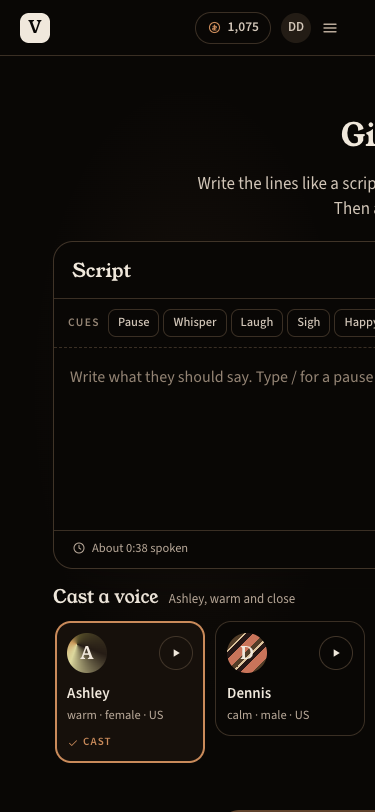 V
1,075
DD
Gi
Write the lines like a scrip
Then a
Script
CUES Pause Whisper Laugh Sigh Happy
Write what they should say. Type / for a pause
About 0:38 spoken
Cast a voice Ashley, warm and close
A
D
Ashley
Dennis
warm · female · US
calm · male · US
CAST